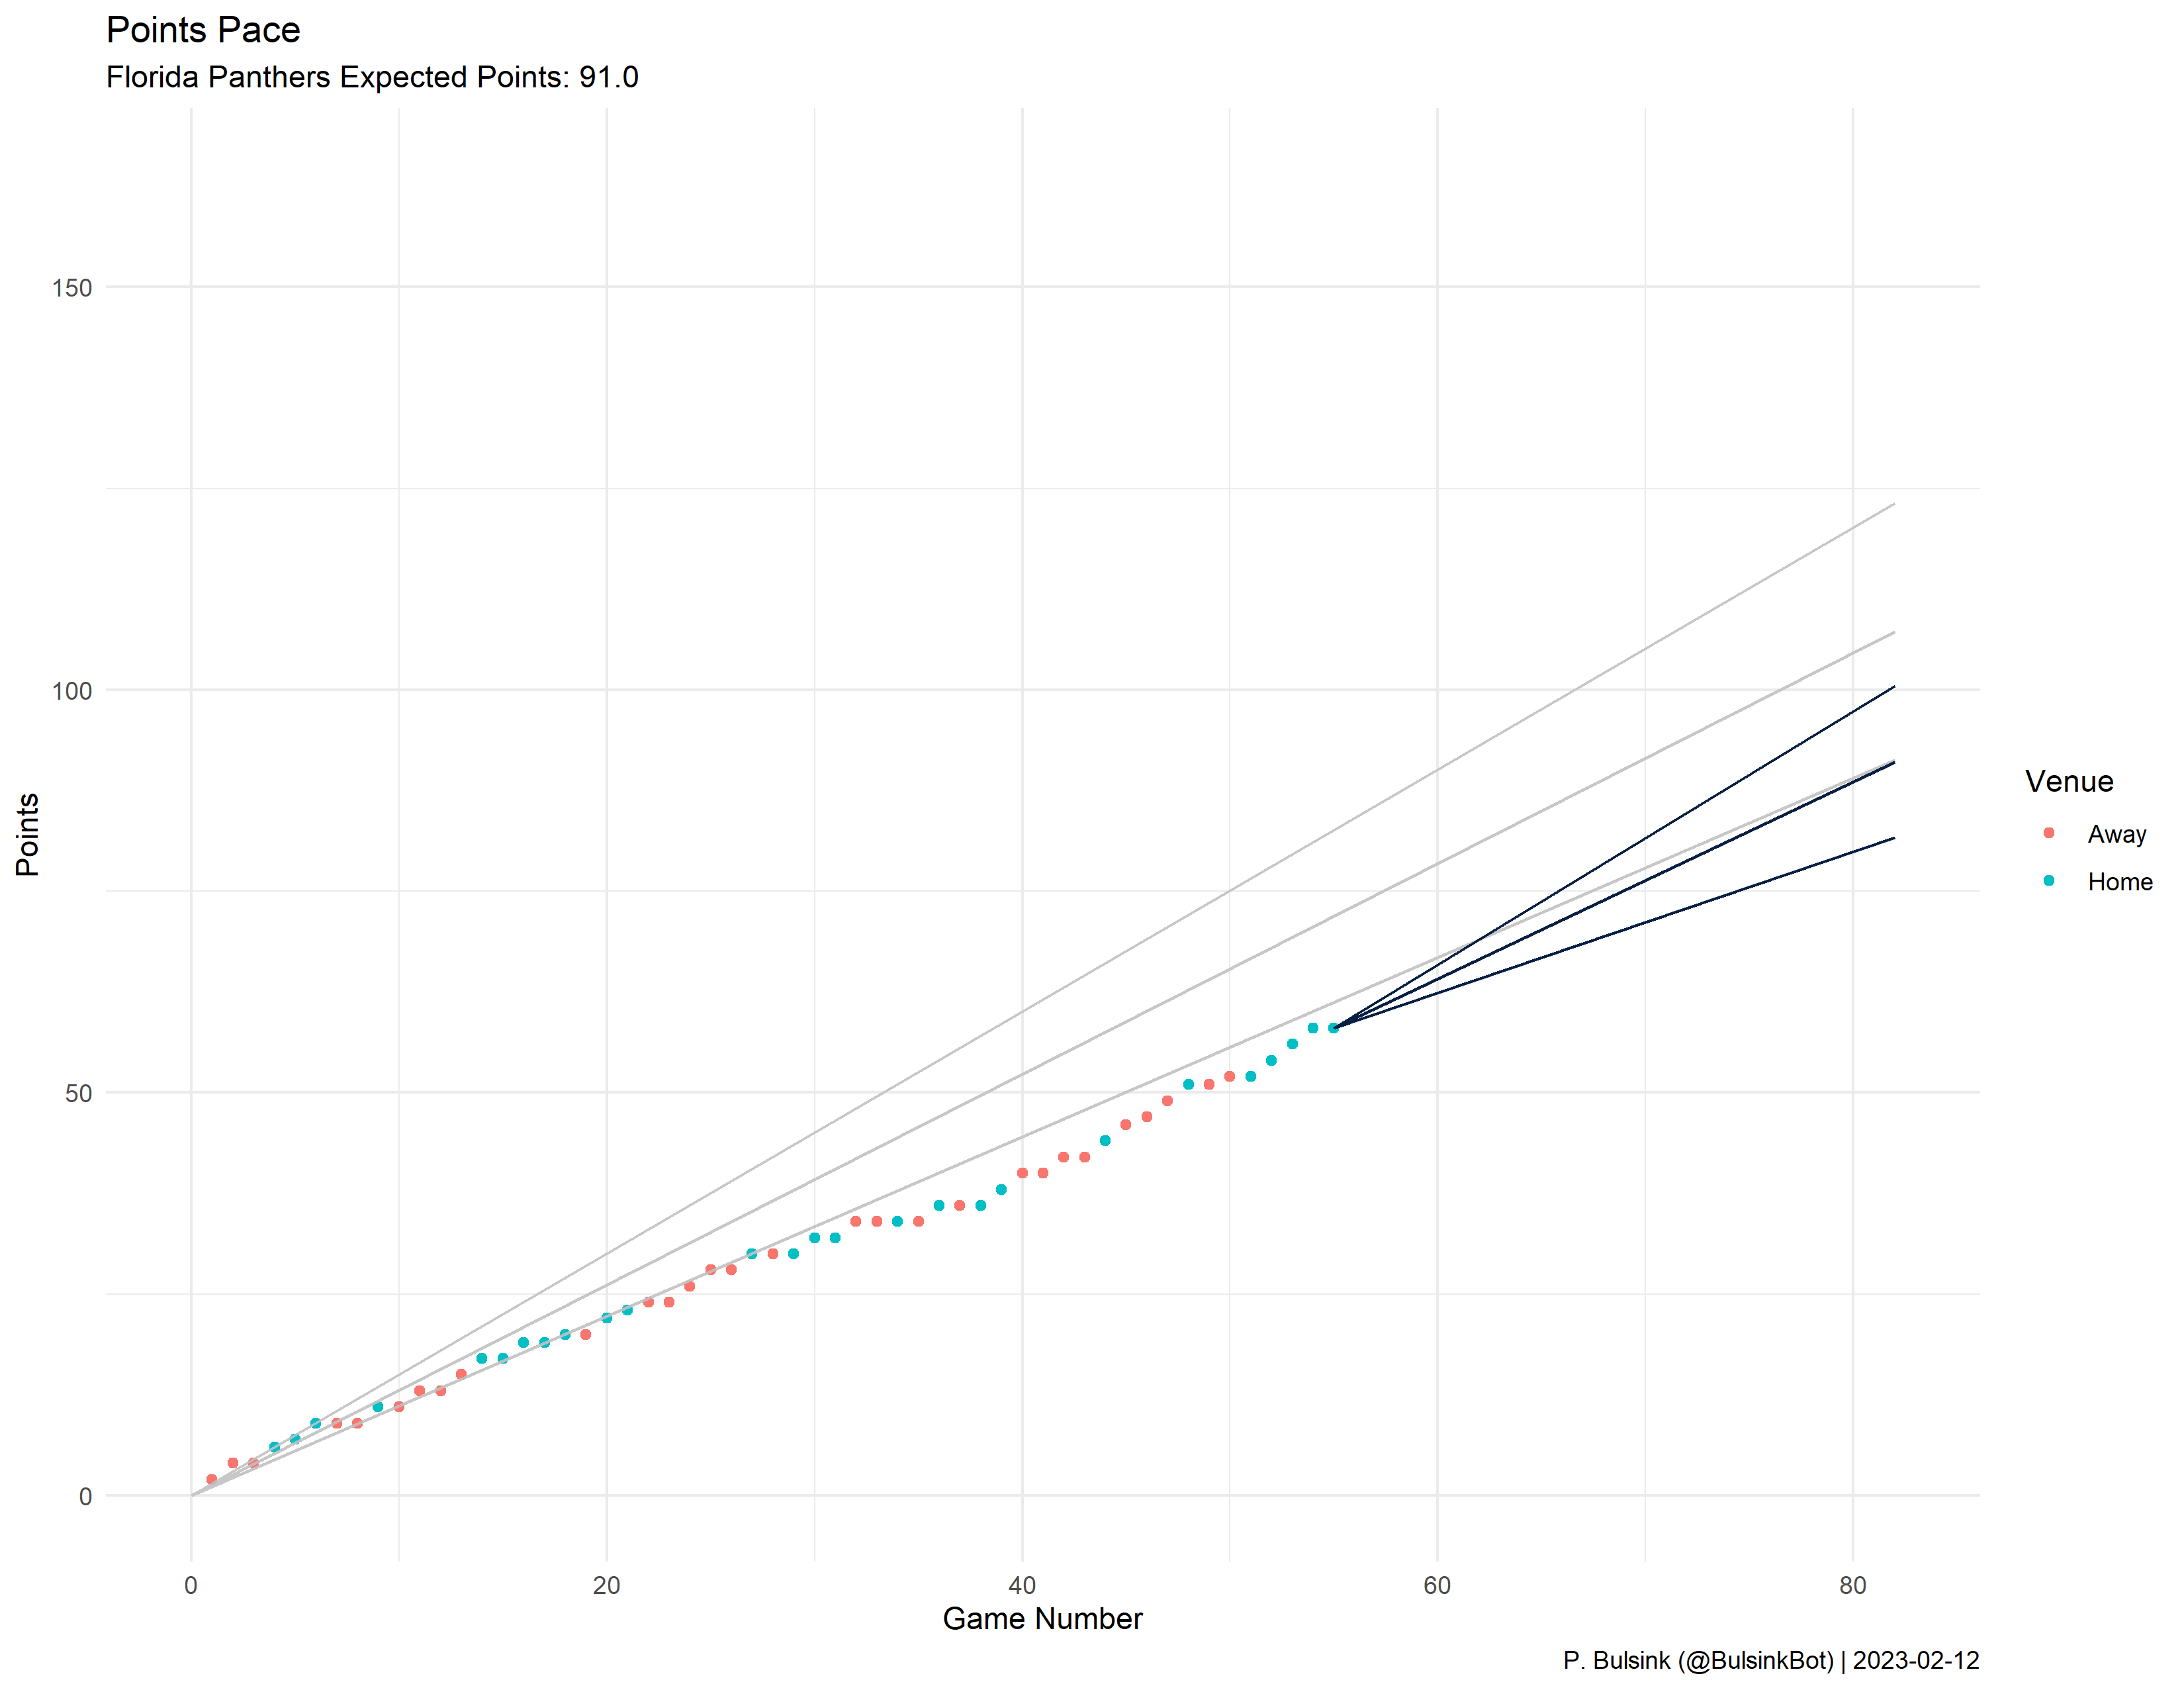 Points Pace
Florida Panthers Expected Points: 91.0
150
100
50
0
Points
0 20 40 60 80
Game Number
Venue
Away
Home
P. Bulsink (@BulsinkBot) | 2023-02-12